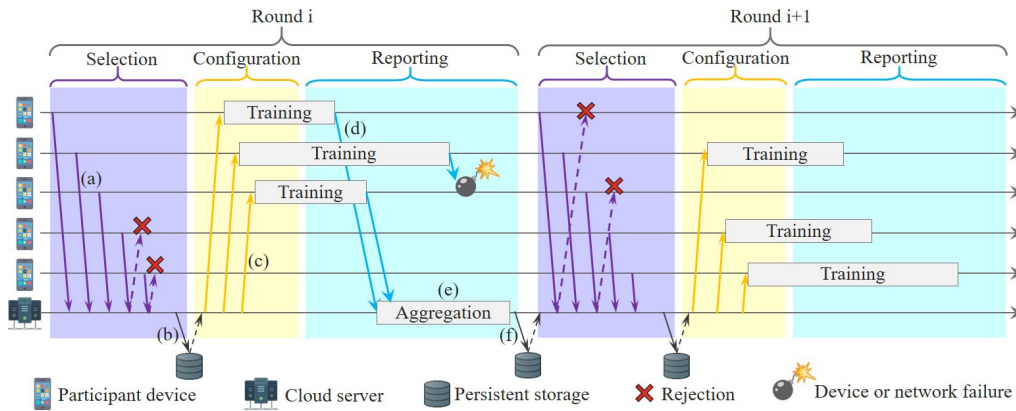 Round i
Round i+1
Selection
Configuration
Reporting
Selection
Configuration
Reporting
Training
(d)
Training
Training
(a)
Training
Training
Training
(c)
(e)
Aggregation
(b)
(f)
Participant device
Cloud server
Persistent storage
Rejection
Device or network failure